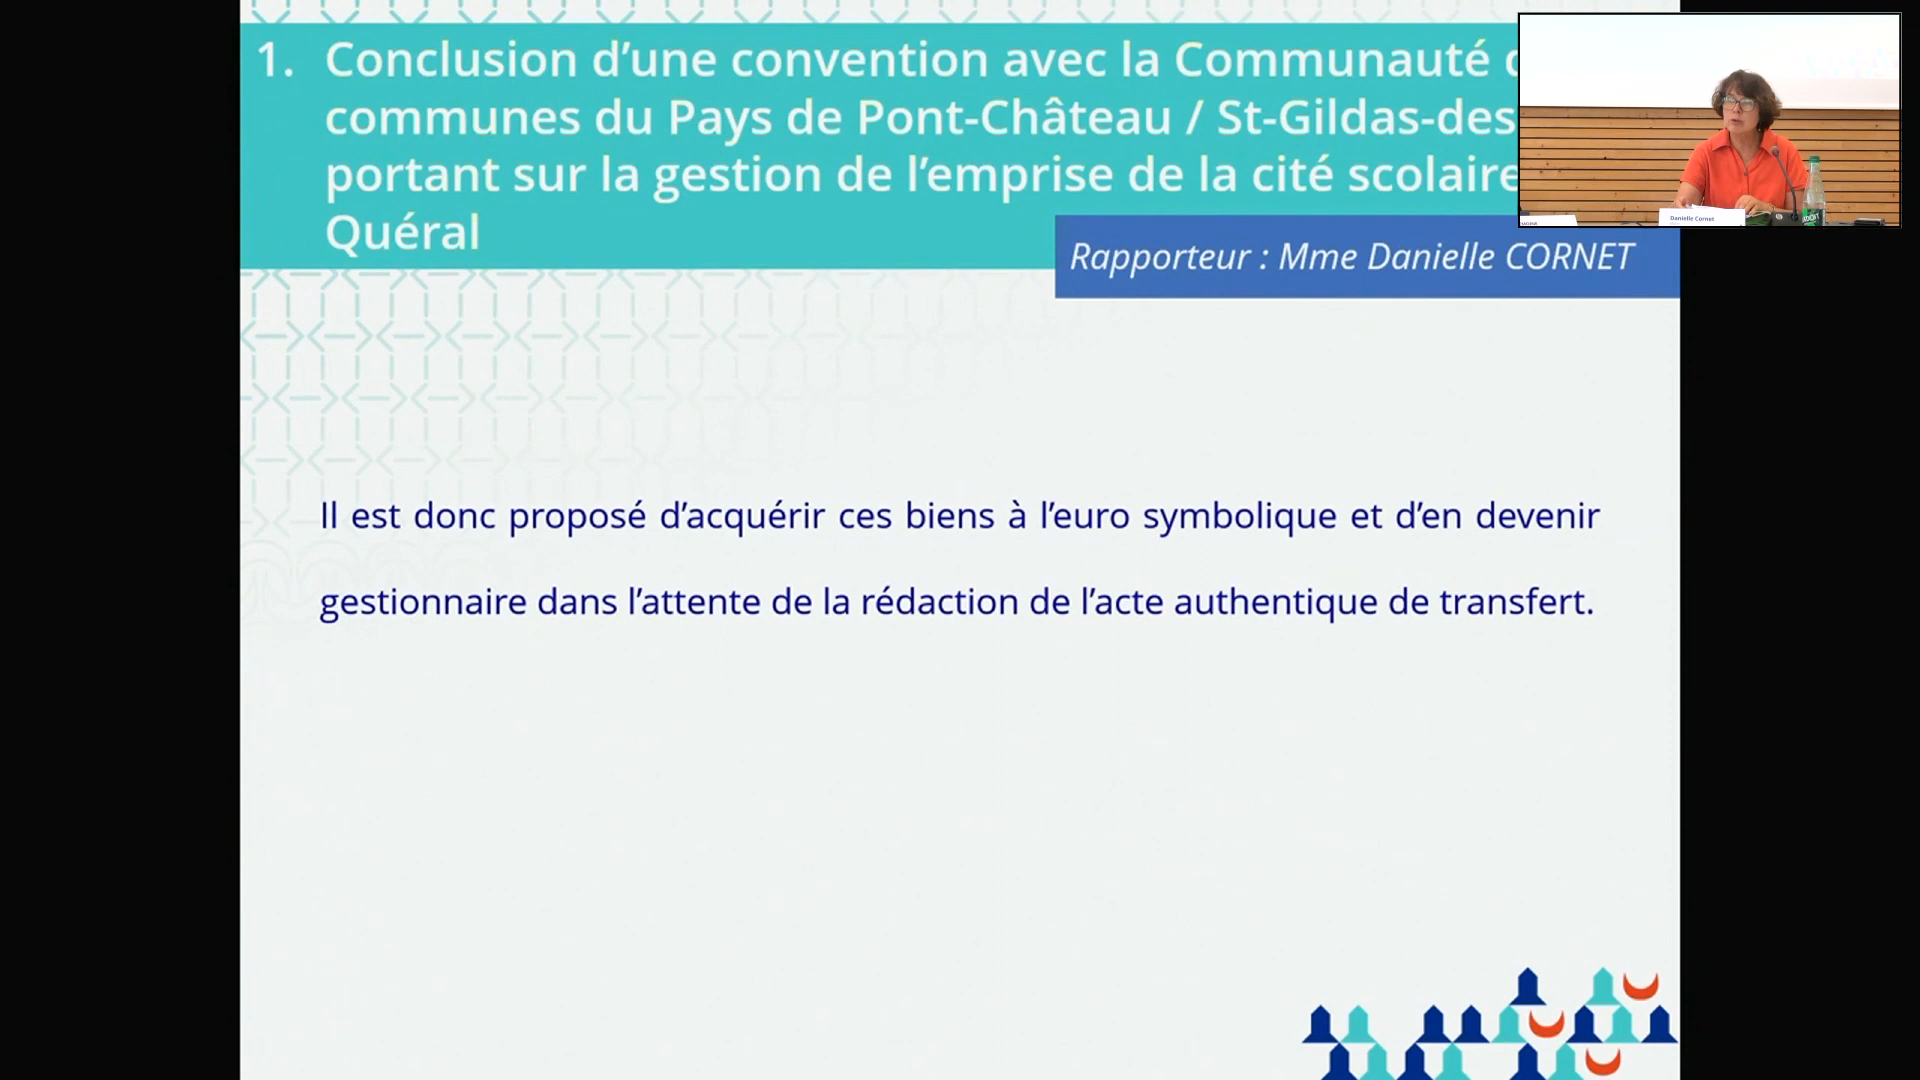 1. Conclusion d’une convention avec la Communauté
communes du Pays de Pont-Château / St-Gildas-des
portant sur la gestion de l’emprise de la cité scolaire
Quéral
Rapporteur : Mme Danielle CORNET
Danielle Cornet
Il est donc proposé d’acquérir ces biens à l’euro symbolique et d’en devenir
gestionnaire dans l’attente de la rédaction de l’acte authentique de transfert.